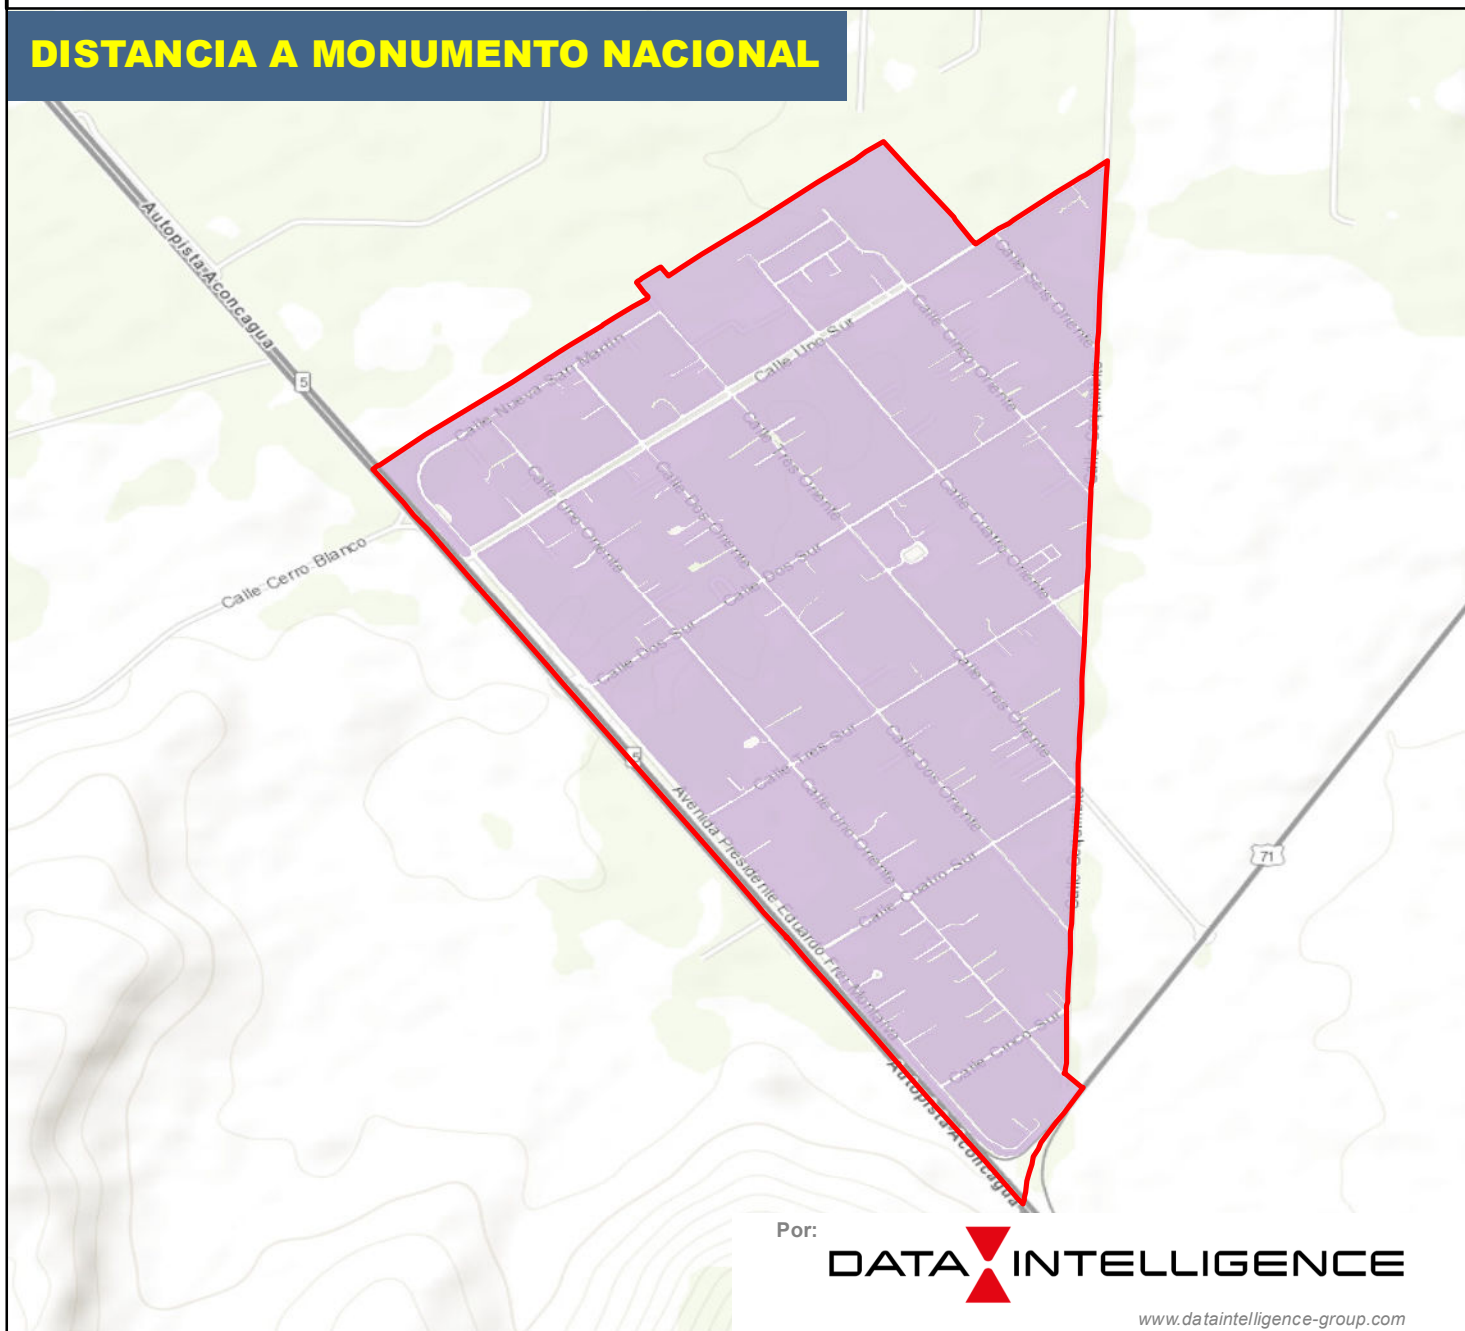 DISTANCIA A MONUMENTO NACIONAL
Autopista Aconcagua
5
Calle Seis Oriente
Calle Cinco Oriente
Calle Uno Sur
Calle Nueva San Martin
Calle Tres Oriente
Calle Dos Oriente
Calle Uno Oriente
Calle Cuatro Oriente
Calle Cerro Blanco
Calle Dos Sur
Calle Dos Sur
Calle Tres Oriente
Calle Tres Sur
Calle Dos Oriente
5
Avenida Presidente Eduardo Frei Montalva
Calle Uno Oriente
Calle Cuatro Sur
71
Calle Cinco Sur
Autopista Aconcagua
Por:
DATA INTELLIGENCE
www.dataintelligence-group.com